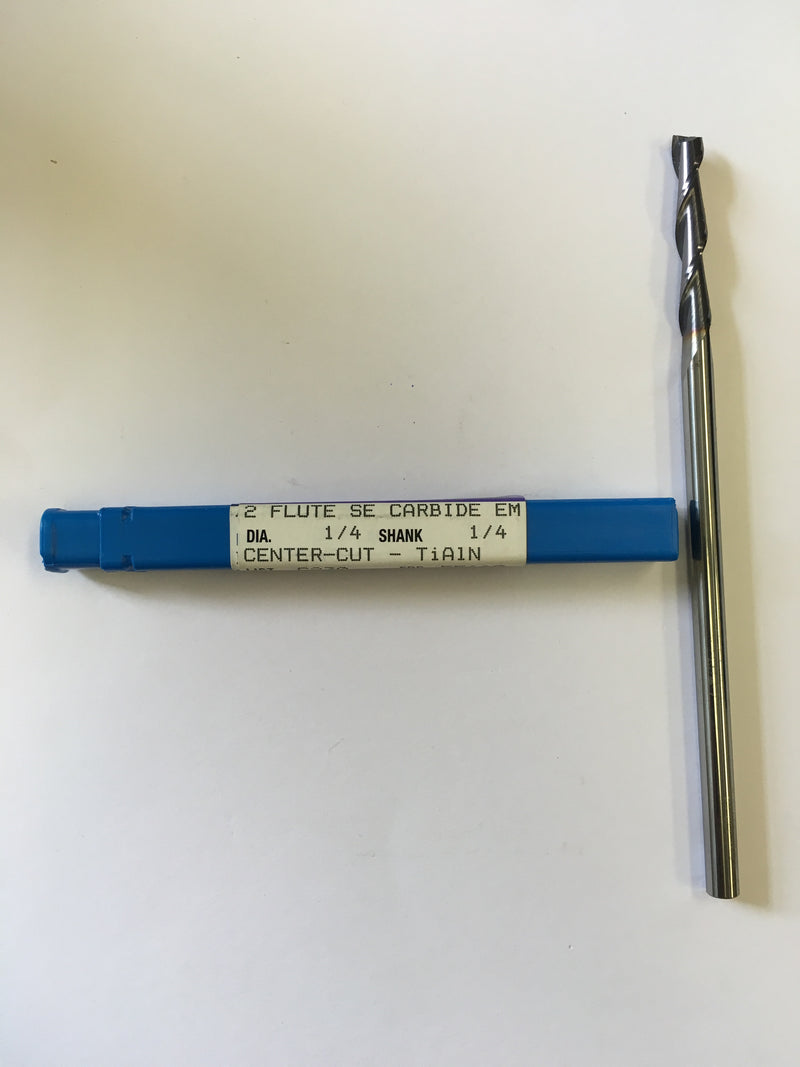 2 FLUTE SE CARBIDE EM
DIA. 1/4 SHANK 1/4
CENTER-CUT - TiAlN